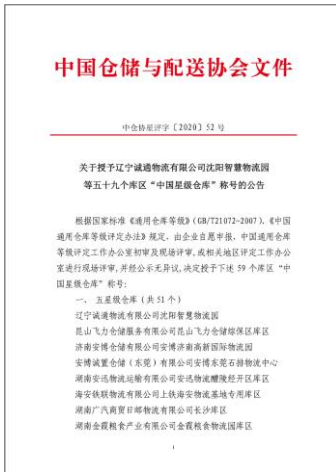 中国仓储与配送协会文件
中仓协星评字〔2020〕52 号
关于授予辽宁诚通物流有限公司沈阳智慧物流园
等五十九个库区“中国星级仓库”称号的公告
根据国家标准《通用仓库等级》(GB/T21072-2007)、《中国
通用仓库等级评定办法》规定，由企业自愿申报，中国通用仓库
等级评定工作办公室初审及现场评审，或相关地区评定工作办公
室进行现场评审，并经公示无异议，决定授予下述 59 个库区“中
国星级仓库”称号：
一、 五星级仓库（共 51 个）
辽宁诚通物流有限公司沈阳智慧物流园
昆山飞力仓储服务有限公司昆山飞力仓综保区库区
济南安博仓储有限公司安博济南高新国际物流园
安博诚置仓储（东莞）有限公司安博东莞石排物流中心
湖南安迅物流运输有限公司安迅物流醴陵经开区库区
海安铁联物流有限公司上铁海安物流基地专用库区
湖南广汽商贸日邮物流有限公司长沙库区
湖南金霞粮食产业有限公司金霞粮食物流园库区
1